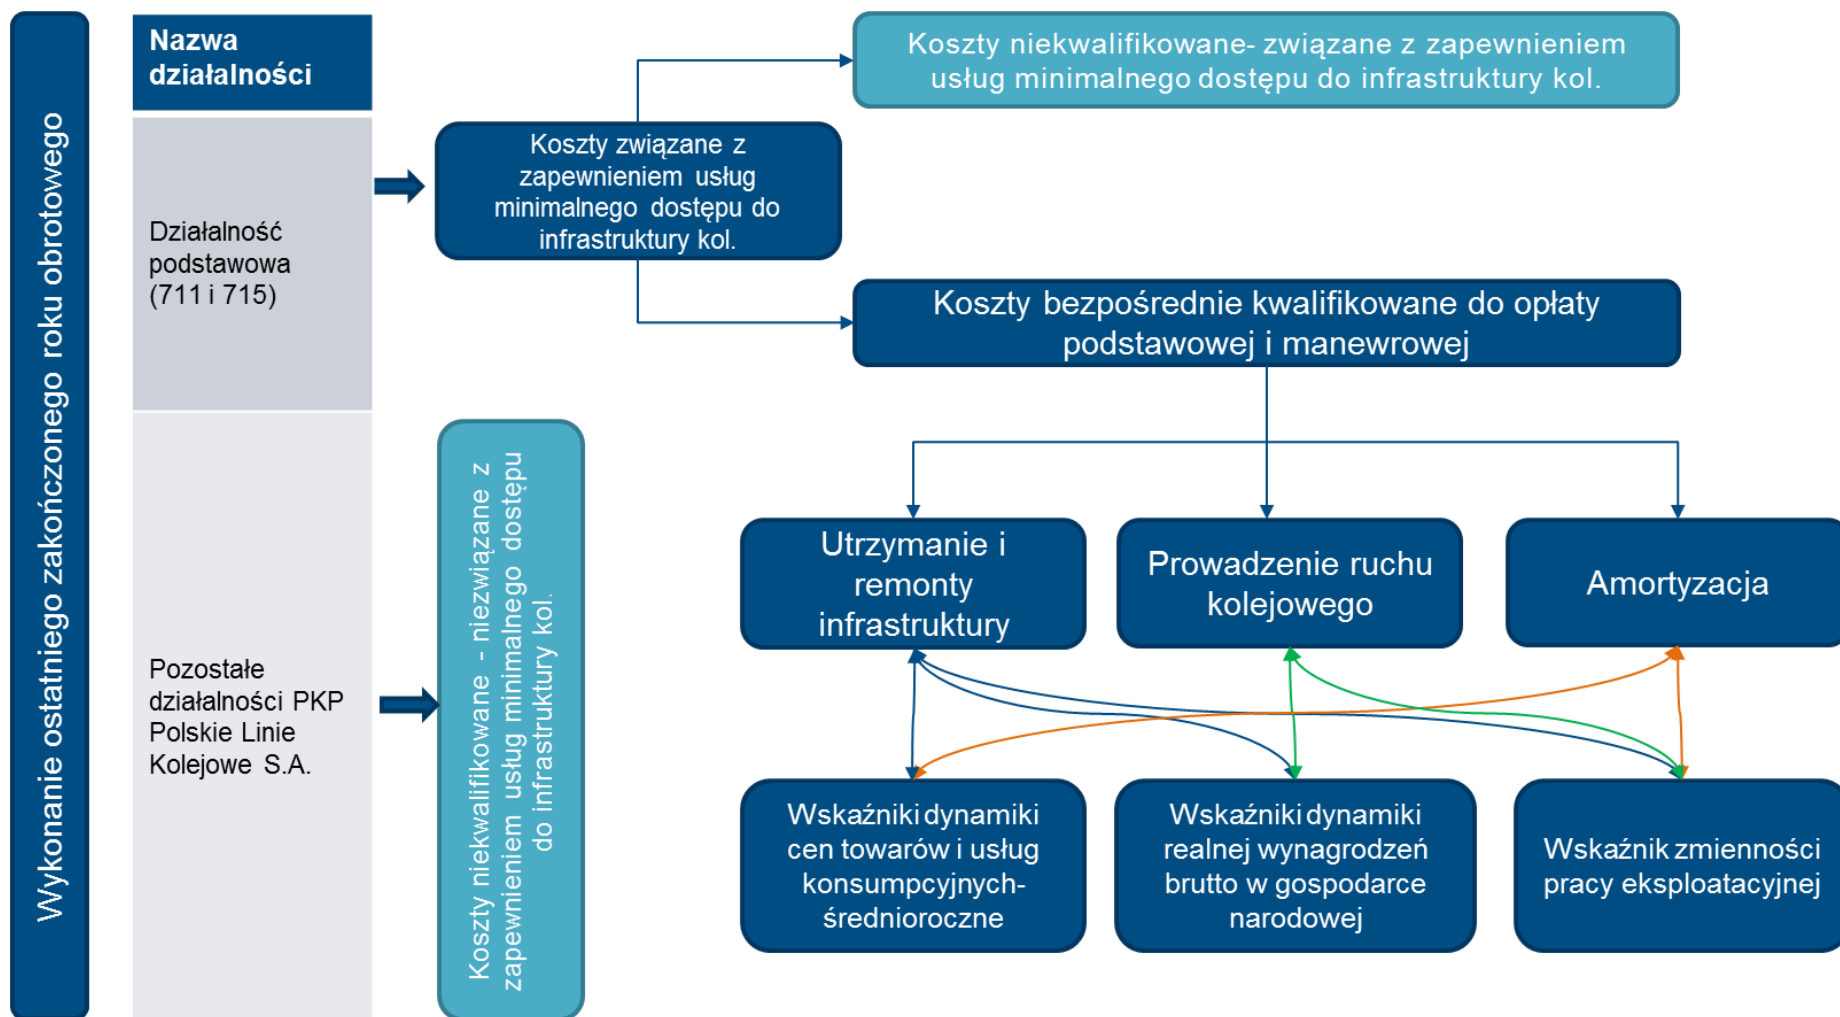 Wykonanie ostatniego zakończonego roku obrotowego
Nazwa
działalności
Działalność
podstawowa
(711 i 715)
Pozostałe
działalności PKP
Polskie Linie
Kolejowe S.A.
Koszty związane z
zapewnieniem usług
minimalnego dostępu do
infrastruktury kol.
Koszty niekwalifikowane- związane z zapewnieniem
usług minimalnego dostępu do infrastruktury kol.
Koszty bezpośrednie kwalifikowane do opłaty
podstawowej i manewrowej
Koszty niekwalifikowane - niezwiązane z
zapewnieniem usług minimalnego dostępu
do infrastruktury kol.
Utrzymanie i
remonty
infrastruktury
Prowadzenie ruchu
kolejowego
Amortyzacja
Wskaźniki dynamiki
cen towarów i usług
konsumpcyjnych-
średnioroczne
Wskaźniki dynamiki
realnej wynagrodzeń
brutto w gospodarce
narodowej
Wskaźnik zmienności
pracy eksploatacyjnej